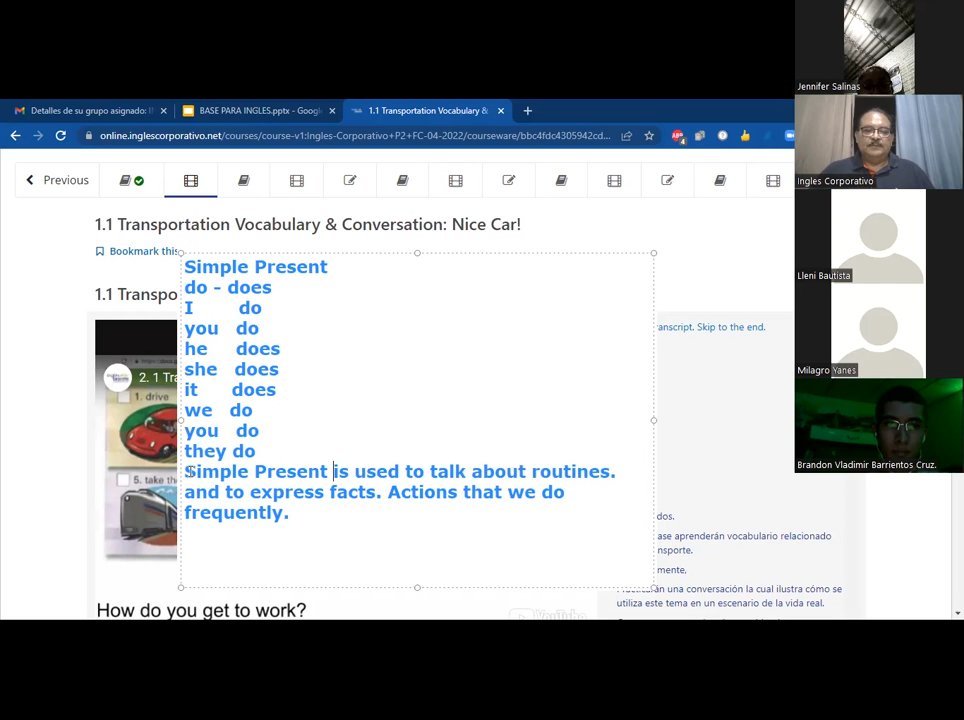 Detalles de su grupo asignado: I
BASE PARA INGLES.pptx - Goog
1.1 Transportation Vocabulary &
online.inglescorporativo.net/courses/course-v1:Ingles-Corporativo+P2+FC-04-2022/courseware/bbc4fdc4305942cd...
Previous
1.1 Transportation Vocabulary & Conversation: Nice Car!
Bookmark this
1.1 Transpo
anscript. Skip to the end.
2. 1 Tra
1. drive
5. take th
Simple Present
do - does
I do
you do
he does
she does
it does
we do
you do
they do
Simple Present is used to talk about routines.
and to express facts. Actions that we do
frequently.
dos,
ase aprenderán vocabulario relacionado
nsporte.
mente,
Practicarán una conversación la cual ilustra cómo se
utiliza este tema en un escenario de la vida real.
How do you get to work?
YouTube
Jennifer Salinas
Ingles Corporativo
Lleni Bautista
Milagro Yanes
Brandon Vladimir Barrientos Cruz.